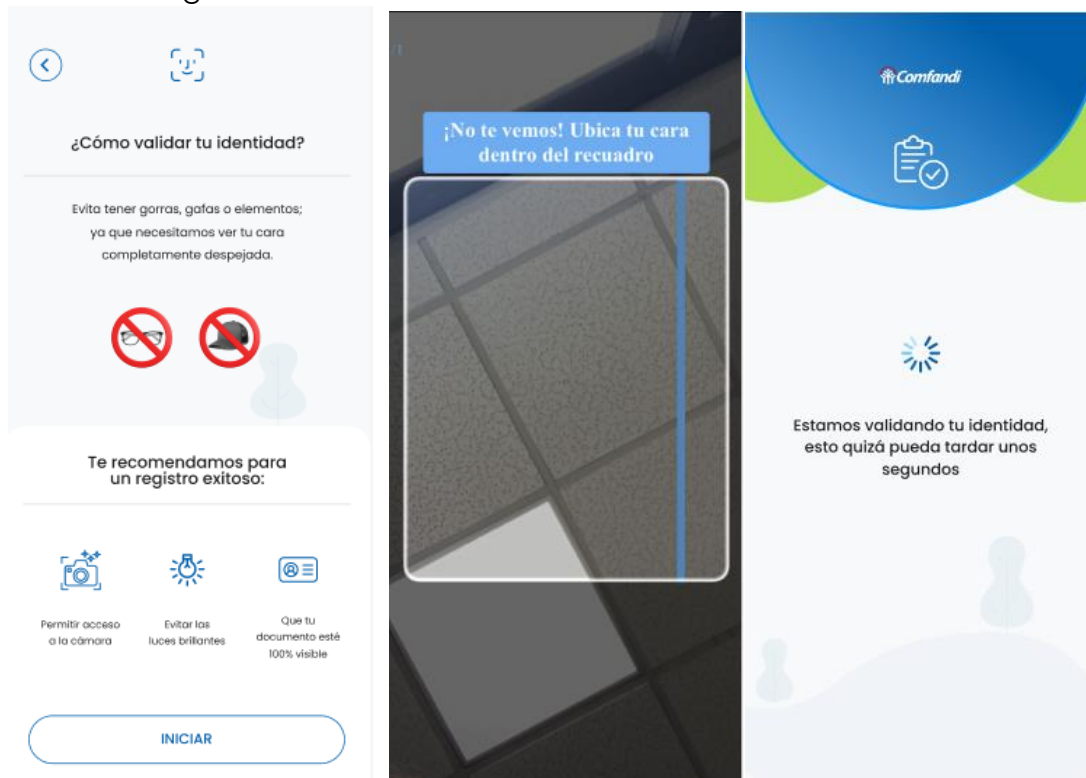 ¿Cómo validar tu identidad?
Evita tener gorras, gafas o elementos;
ya que necesitamos ver tu cara
completamente despejada.
Te recomendamos para
un registro exitoso:
Permitir acceso
a la cámara
Evitar las
luces brillantes
Que tu
documento esté
100% visible
INICIAR
/1
¡No te vemos! Ubica tu cara
dentro del recuadro
Comfandi
Estamos validando tu identidad,
esto quizá pueda tardar unos
segundos